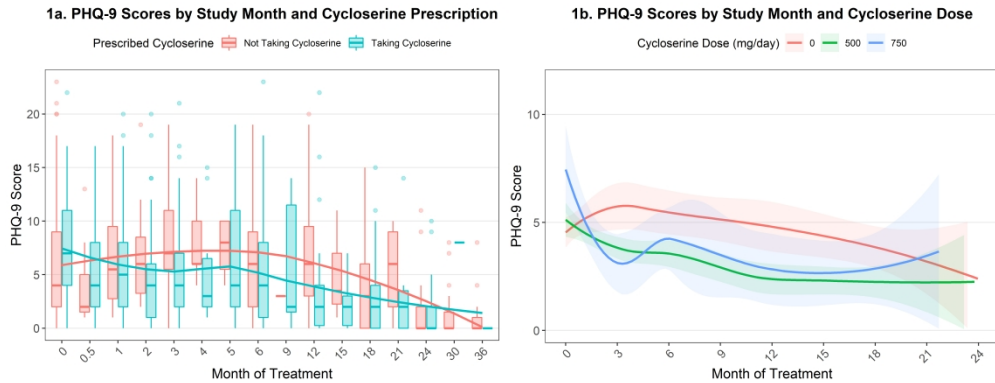 1a. PHQ-9 Scores by Study Month and Cycloserine Prescription
Prescribed Cycloserine Not Taking Cycloserine Taking Cycloserine
PHQ-9 Score
20
15
10
5
0
0 0.5 1 2 3 4 5 6 9 12 15 18 21 24 30 36
Month of Treatment
1b. PHQ-9 Scores by Study Month and Cycloserine Dose
Cycloserine Dose (mg/day) 0 500 750
PHQ-9 Score
10
5
0
0 3 6 9 12 15 18 21 24
Month of Treatment